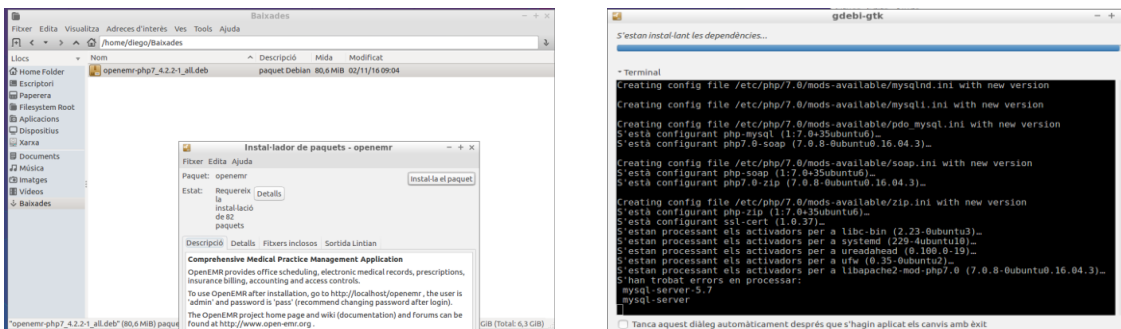 Baixades
Fitxer Edita Visualitza Adreces d'interès Ves Tools Ajuda
/home/diego/Baixades
Llocs
Nom Descripció Mida Modificat
openemr-php7_4.2.2-1_all.deb paquet Debian 80,6 MiB 02/11/16 09:04
Home Folder
Escriptori
Paperera
Filesystem Root
Aplicacions
Dispositius
Xarxa
Documents
Música
Imatges
Vídeos
Baixades
Instal·lador de paquets - openemr
Fitxer Edita Ajuda
Paquet: openemr
Instal·la el paquet
Estat: Requereix la instal·lació de 82 paquets
Detalls
Descripció Detalls Fitxers inclosos Sortida Lintian
Comprehensive Medical Practice Management Application
OpenEMR provides office scheduling, electronic medical records, prescriptions,
insurance billing, accounting and access controls.
To use OpenEMR after installation, go to http://localhost/openemr , the user is
'admin' and password is 'pass' (recommend changing password after login).
The OpenEMR project home page and wiki (documentation) and forums can be
found at http://www.open-emr.org .
"openemr-php7_4.2.2-1_all.deb" (80,6 MiB) paque
GiB (Total: 6,3 GiB)
gdebi-gtk
S'estan instal·lant les dependències...
Terminal
Creating config file /etc/php/7.0/mods-available/mysqlnd.ini with new version
Creating config file /etc/php/7.0/mods-available/mysqli.ini with new version
Creating config file /etc/php/7.0/mods-available/pdo_mysql.ini with new version
S'està configurant php-mysql (1:7.0+35ubuntu6)…
S'està configurant php7.0-soap (7.0.8-0ubuntu0.16.04.3)…
Creating config file /etc/php/7.0/mods-available/soap.ini with new version
S'està configurant php-soap (1:7.0+35ubuntu6)…
S'està configurant php7.0-zip (7.0.8-0ubuntu0.16.04.3)…
Creating config file /etc/php/7.0/mods-available/zip.ini with new version
S'està configurant php-zip (1:7.0+35ubuntu6)…
S'està configurant ssl-cert (1.0.37)…
S'estan processant els activadors per a libc-bin (2.23-0ubuntu3)…
S'estan processant els activadors per a systemd (229-4ubuntu10)…
S'estan processant els activadors per a ureadahead (0.100.0-19)…
S'estan processant els activadors per a ufw (0.35-0ubuntu2)…
S'estan processant els activadors per a libapache2-mod-php7.0 (7.0.8-0ubuntu0.16.04.3)…
S'han trobat errors en processar:
mysql-server-5.7
mysql-server
Tanca aquest diàleg automàticament després que s'hagin aplicat els canvis amb èxit